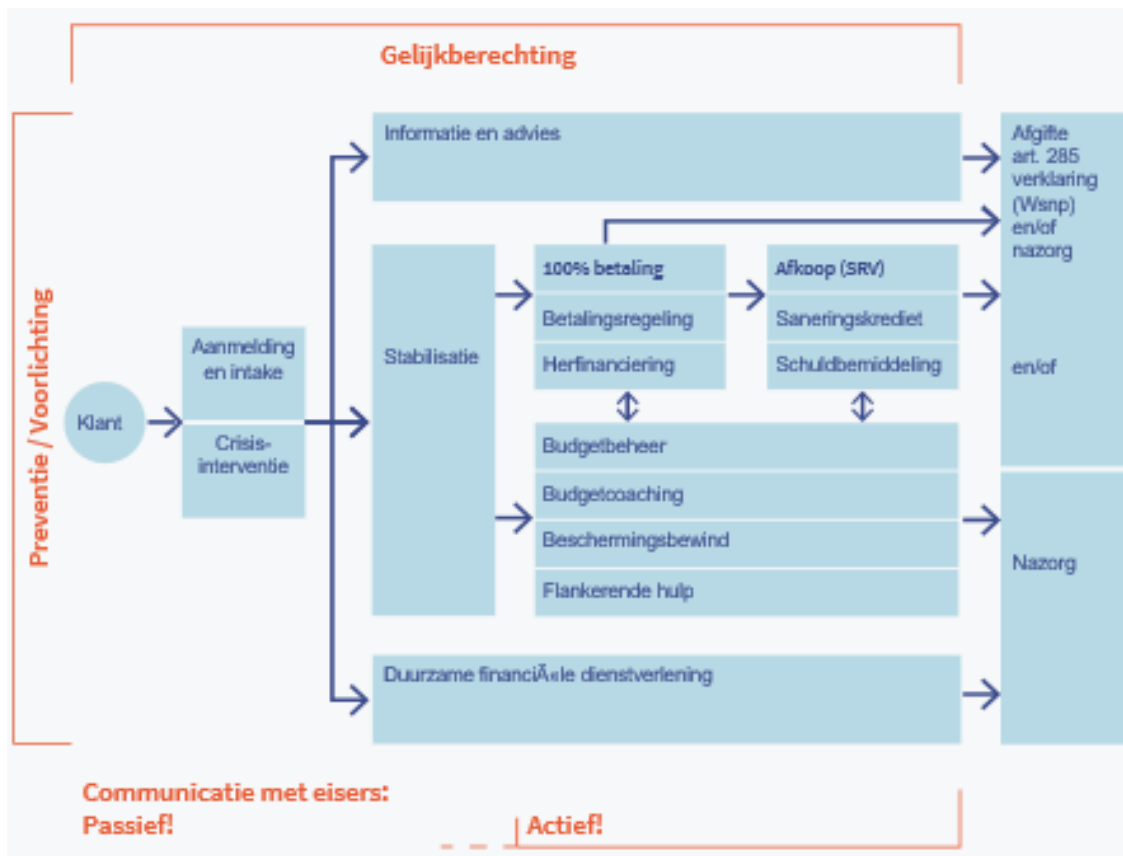 Gelijkberechting
Preventie / Voorlichting
Klant
Aanmelding
en intake
Crisis-
interventie
Informatie en advies
Stabilisatie
100% betaling
Betalingsregeling
Herfinanciering
Afkoop (SRV)
Saneringskrediet
Schuldbemiddeling
Budgetbeheer
Budgetcoaching
Beschermingsbewind
Flankerende hulp
Duurzame financiÃ«le dienstverlening
Afgifte
art. 285
verklaring
(Wsnp)
en/of
nazorg
en/of
Nazorg
Communicatie met eisers:
Passief!
Actief!